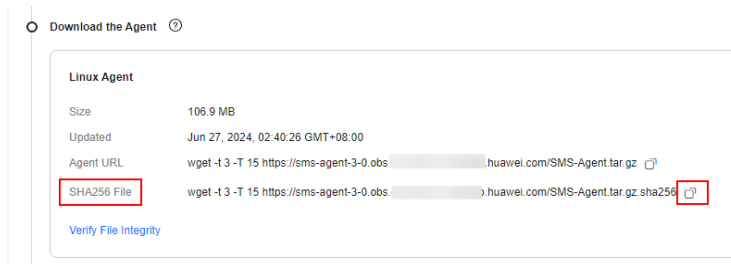 Download the Agent ?
Linux Agent
Size 106.9 MB
Updated Jun 27, 2024, 02:40:26 GMT+08:00
Agent URL wget -t 3 -T 15 https://sms-agent-3-0.obs. .huawei.com/SMS-Agent.tar.gz
SHA256 File wget -t 3 -T 15 https://sms-agent-3-0.obs. .huawei.com/SMS-Agent.tar.gz.sha256
Verify File Integrity